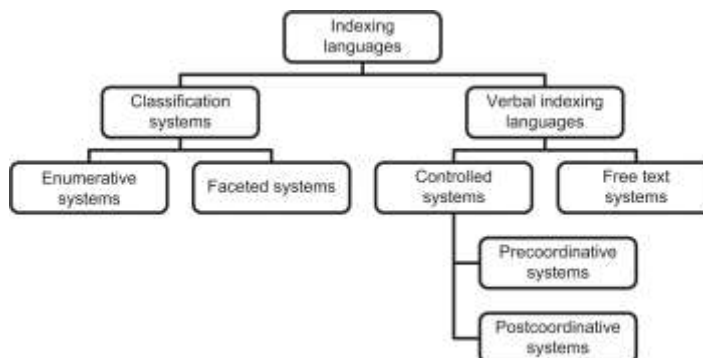 Indexing
languages
Classification
systems
Verbal indexing
languages
Enumerative
systems
Faceted systems
Controlled
systems
Free text
systems
Precoordinative
systems
Postcoordinative
systems